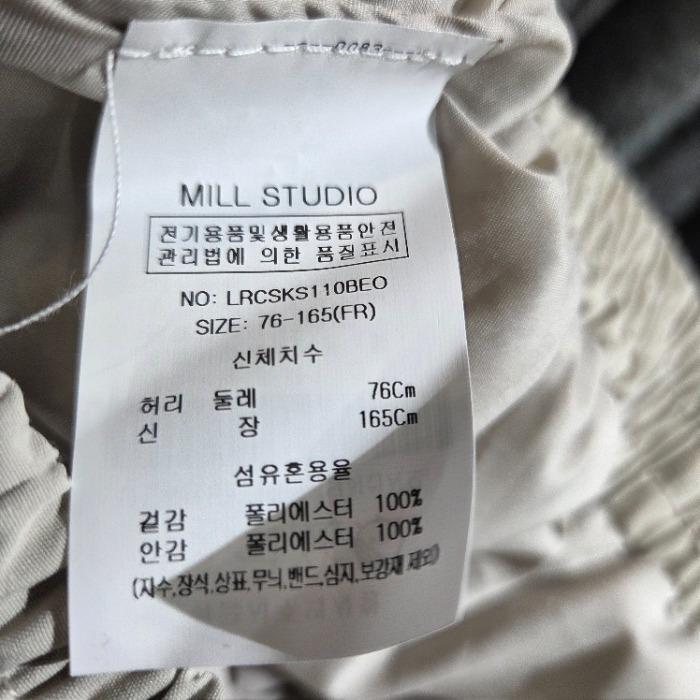 0083
MILL STUDIO
전기용품및생활용품안전
관리법에 의한 품질표시
NO: LRCSKS110BEO
SIZE: 76-165(FR)
신체치수
허리 둘레 76Cm
신 장 165Cm
섬유혼용율
겉감 폴리에스터 100%
안감 폴리에스터 100%
(자수,장식,상표,무늬,밴드,심지,보강재 제외)